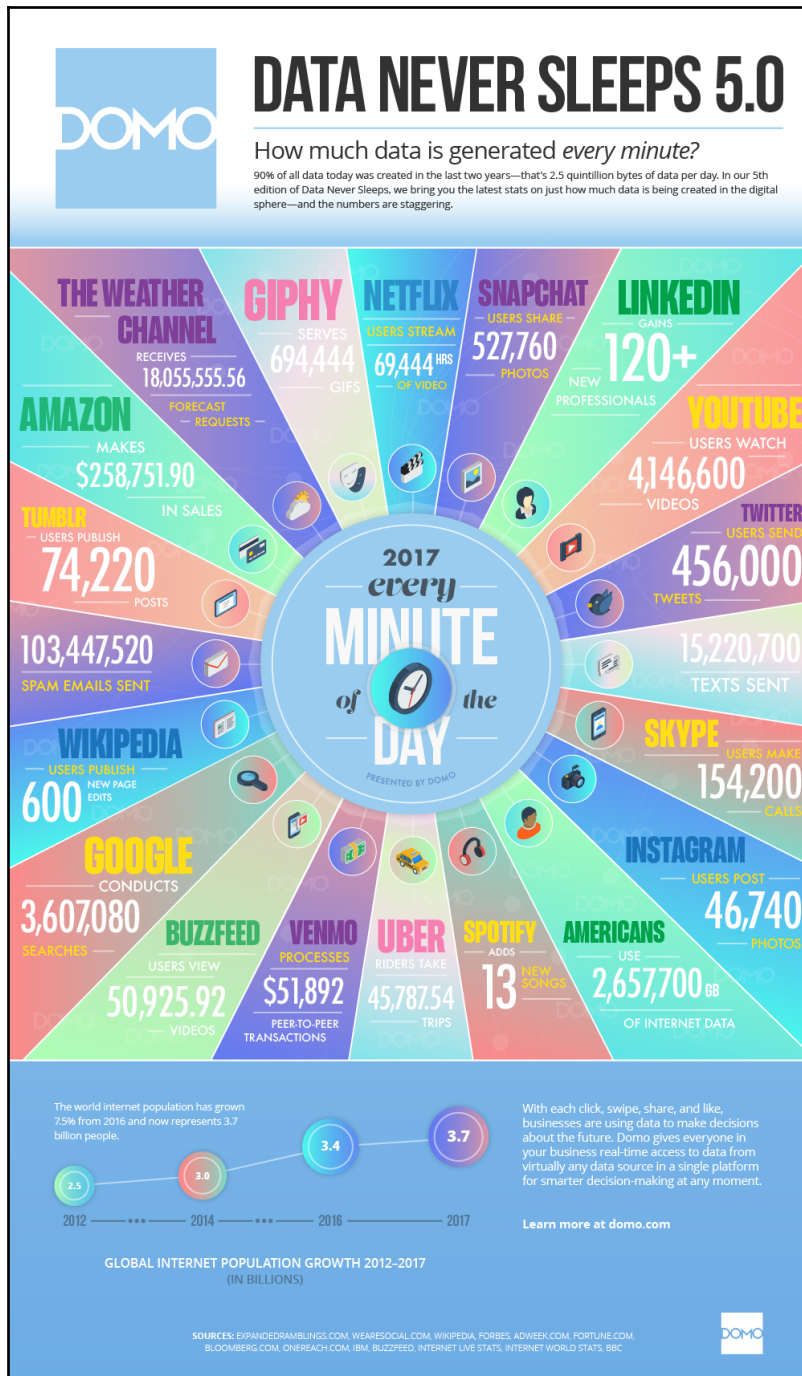 DOMO
DATA NEVER SLEEPS 5.0
How much data is generated every minute?
90% of all data today was created in the last two years—that's 2.5 quintillion bytes of data per day. In our 5th
edition of Data Never Sleeps, we bring you the latest stats on just how much data is being created in the digital
sphere—and the numbers are staggering.
THE WEATHER
CHANNEL
RECEIVES
18,055,555.56
FORECAST
REQUESTS
GIPHY
SERVES
694,444
GIFS
NETFLIX
USERS STREAM
69,444 HRS
OF VIDEO
SNAPCHAT
USERS SHARE
527,760
PHOTOS
LINKEDIN
GAINS
120+
NEW
PROFESSIONALS
YOUTUBE
USERS WATCH
4,146,600
VIDEOS
TWITTER
USERS SEND
456,000
TWEETS
15,220,700
TEXTS SENT
SKYPE
USERS MAKE
154,200
CALLS
INSTAGRAM
USERS POST
46,740
PHOTOS
AMERICANS
USE
2,657,700 GB
OF INTERNET DATA
SPOTIFY
ADDS
13 NEW
SONGS
UBER
RIDERS TAKE
45,787.54
TRIPS
VENMO
PROCESSES
$51,892
PEER-TO-PEER
TRANSACTIONS
BUZZFEED
USERS VIEW
50,925.92
VIDEOS
GOOGLE
CONDUCTS
3,607,080
SEARCHES
WIKIPEDIA
USERS PUBLISH
600 NEW PAGE
EDITS
103,447,520
SPAM EMAILS SENT
TUMBLR
USERS PUBLISH
74,220
POSTS
AMAZON
MAKES
$258,751.90
IN SALES
2017
every
MINUTE
of the
DAY
PRESENTED BY DOMO
The world internet population has grown
7.5% from 2016 and now represents 3.7
billion people.
2.5
3.0
3.4
3.7
2012 2014 2016 2017
GLOBAL INTERNET POPULATION GROWTH 2012–2017
(IN BILLIONS)
With each click, swipe, share, and like,
businesses are using data to make decisions
about the future. Domo gives everyone in
your business real-time access to data from
virtually any data source in a single platform
for smarter decision-making at any moment.
Learn more at domo.com
SOURCES: EXPANDEDRAMBLINGS.COM, WEARESOCIAL.COM, WIKIPEDIA, FORBES, ADWEEK.COM, FORTUNE.COM,
BLOOMBERG.COM, ONEREACH.COM, IBM, BUZZFEED, INTERNET LIVE STATS, INTERNET WORLD STATS, BBC
DOMO